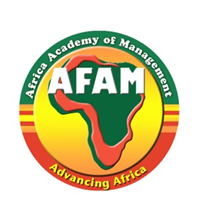 Africa Academy of Management
AFAM
Advancing Africa